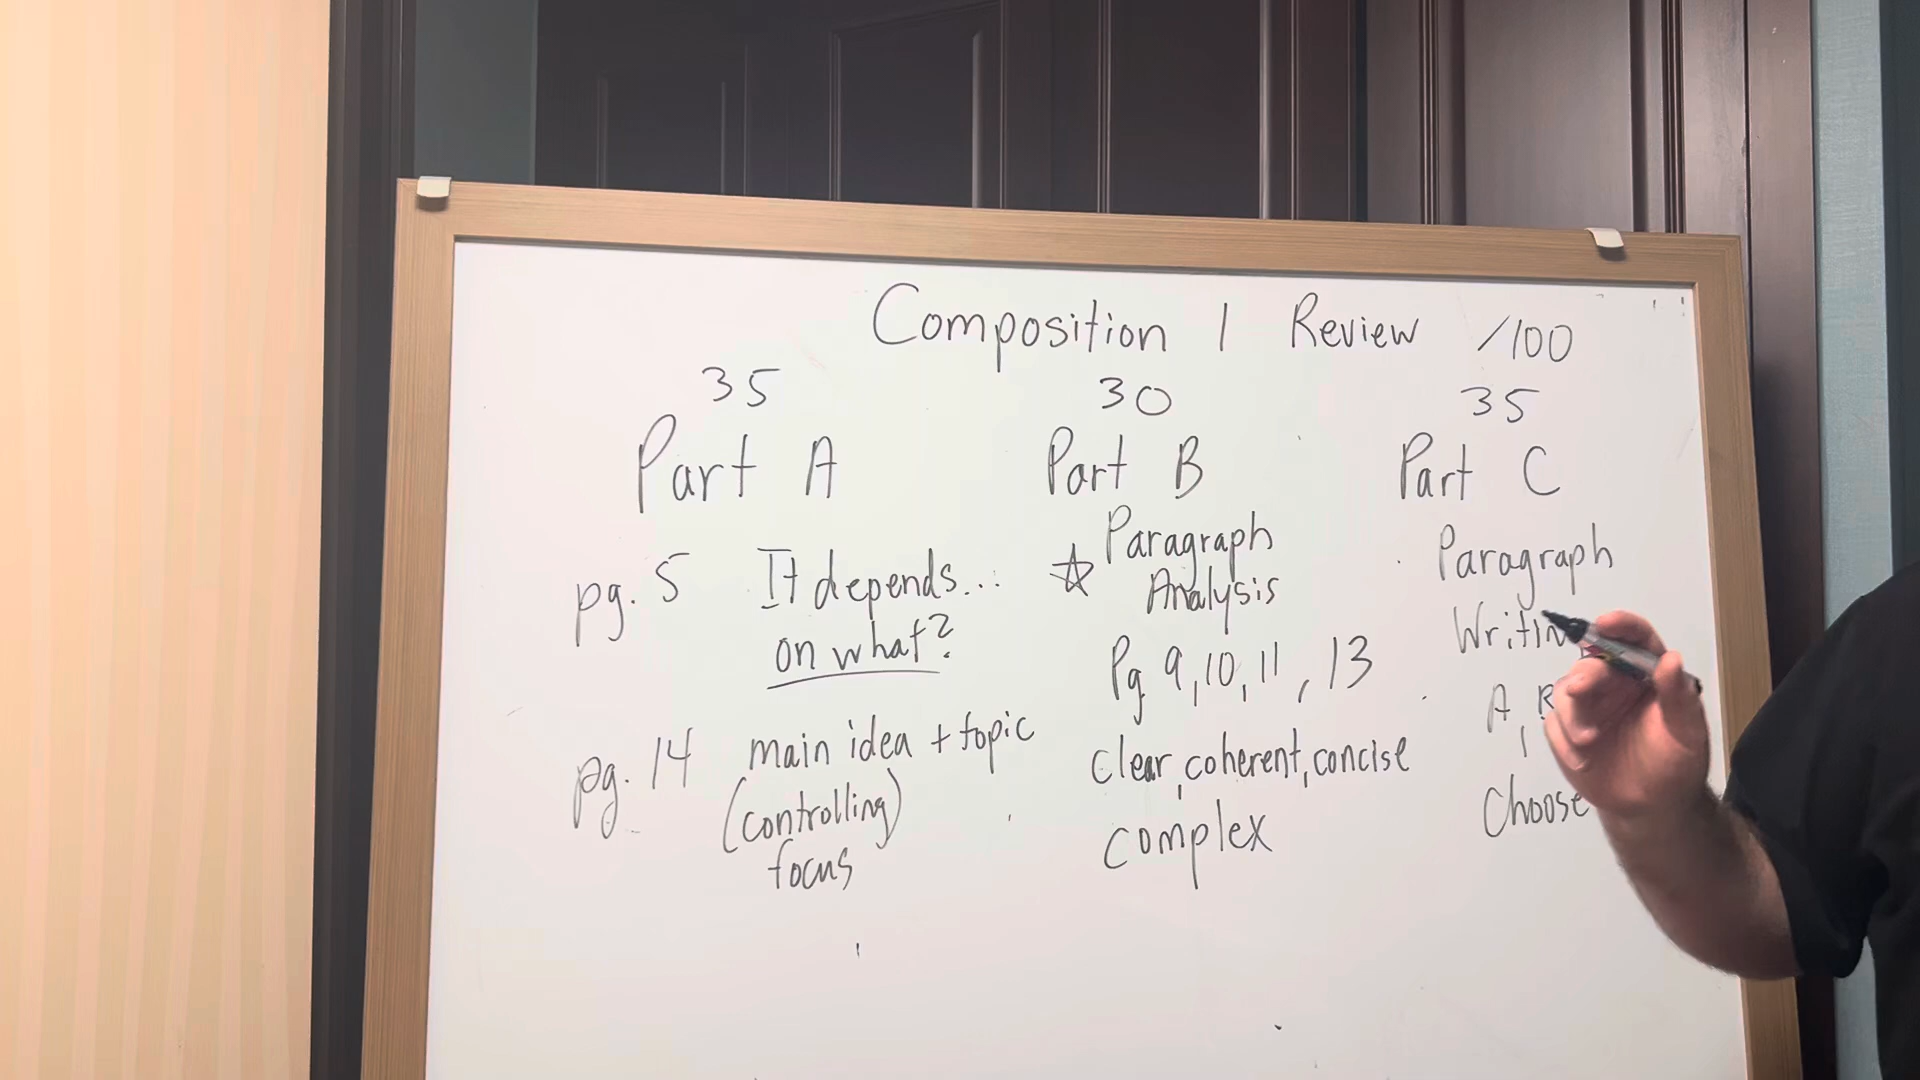 Composition 1 Review /100
35
Part A
pg. 5 It depends...
on what?
pg. 14 main idea + topic
(controlling)
focus
30
Part B
☆ Paragraph
Analysis
Pg 9, 10, 11, 13
clear, coherent, concise
complex
35
Part C
Paragraph
A,
Choose